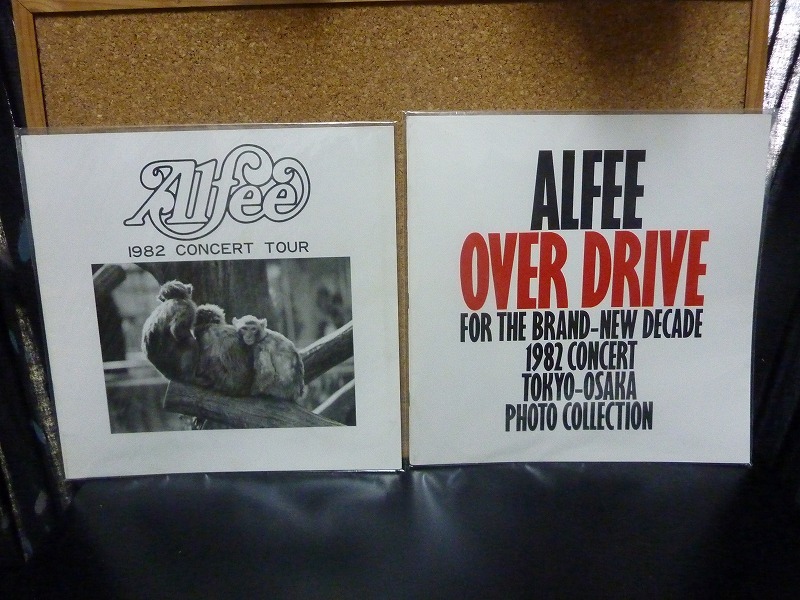 Alfee
1982 CONCERT TOUR
ALFEE
OVER DRIVE
FOR THE BRAND-NEW DECADE
1982 CONCERT
TOKYO-OSAKA
PHOTO COLLECTION